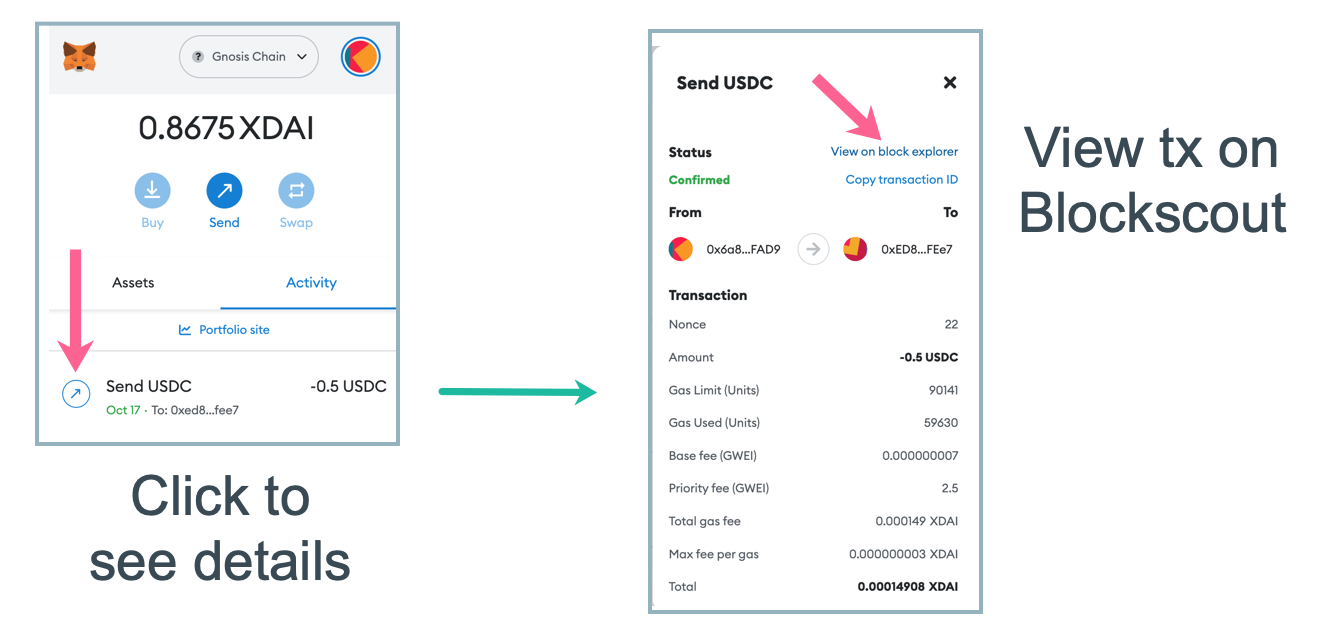 ? Gnosis Chain
0.8675 XDAI
Buy Send Swap
Assets Activity
Portfolio site
Send USDC -0.5 USDC
Oct 17 · To: 0xed8...fee7
Click to
see details
Send USDC
Status View on block explorer
Confirmed Copy transaction ID
From To
0x6a8...FAD9 0xED8...FEe7
Transaction
Nonce 22
Amount -0.5 USDC
Gas Limit (Units) 90141
Gas Used (Units) 59630
Base fee (GWEI) 0.000000007
Priority fee (GWEI) 2.5
Total gas fee 0.000149 XDAI
Max fee per gas 0.000000003 XDAI
Total 0.00014908 XDAI
View tx on
Blockscout